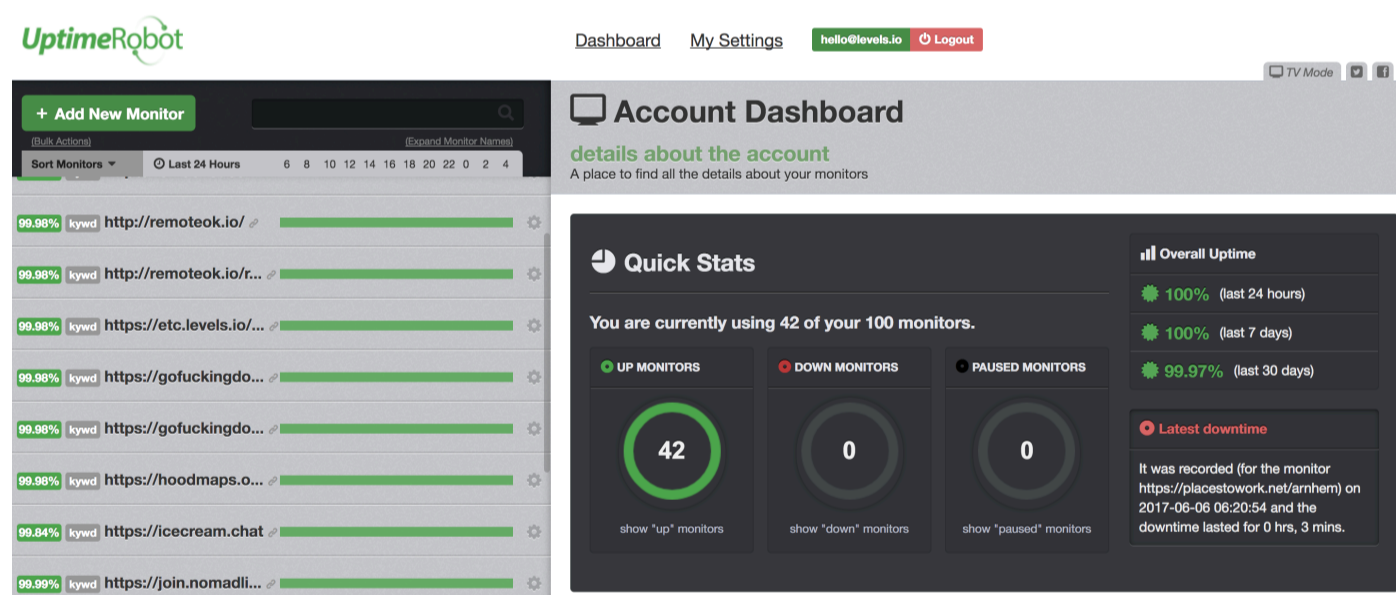 UptimeRobot
Dashboard
My Settings
hello@levels.io
Logout
TV Mode
+ Add New Monitor
(Bulk Actions)
(Expand Monitor Names)
Sort Monitors
Last 24 Hours
6 8 10 12 14 16 18 20 22 0 2 4
99.98% kywd http://remoteok.io/
99.98% kywd http://remoteok.io/r...
99.98% kywd https://etc.levels.io/...
99.98% kywd https://gofuckingdo...
99.98% kywd https://gofuckingdo...
99.98% kywd https://hoodmaps.o...
99.84% kywd https://icecream.chat
99.99% kywd https://join.nomadli...
Account Dashboard
details about the account
A place to find all the details about your monitors
Quick Stats
You are currently using 42 of your 100 monitors.
UP MONITORS
42
show "up" monitors
DOWN MONITORS
0
show "down" monitors
PAUSED MONITORS
0
show "paused" monitors
Overall Uptime
100% (last 24 hours)
100% (last 7 days)
99.97% (last 30 days)
Latest downtime
It was recorded (for the monitor
https://placestowork.net/arnhem) on
2017-06-06 06:20:54 and the
downtime lasted for 0 hrs, 3 mins.